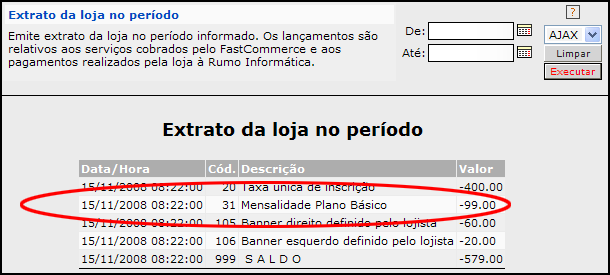 Extrato da loja no período
Emite extrato da loja no período informado. Os lançamentos são
relativos aos serviços cobrados pelo FastCommerce e aos
pagamentos realizados pela loja à Rumo Informática.
De:
Até:
?
AJAX
Limpar
Executar
Extrato da loja no período
Data/Hora Cód. Descrição Valor
15/11/2008 08:22:00 20 Taxa única de inscrição -400.00
15/11/2008 08:22:00 31 Mensalidade Plano Básico -99.00
15/11/2008 08:22:00 105 Banner direito definido pelo lojista -60.00
15/11/2008 08:22:00 106 Banner esquerdo definido pelo lojista -20.00
15/11/2008 08:22:00 999 S A L D O -579.00